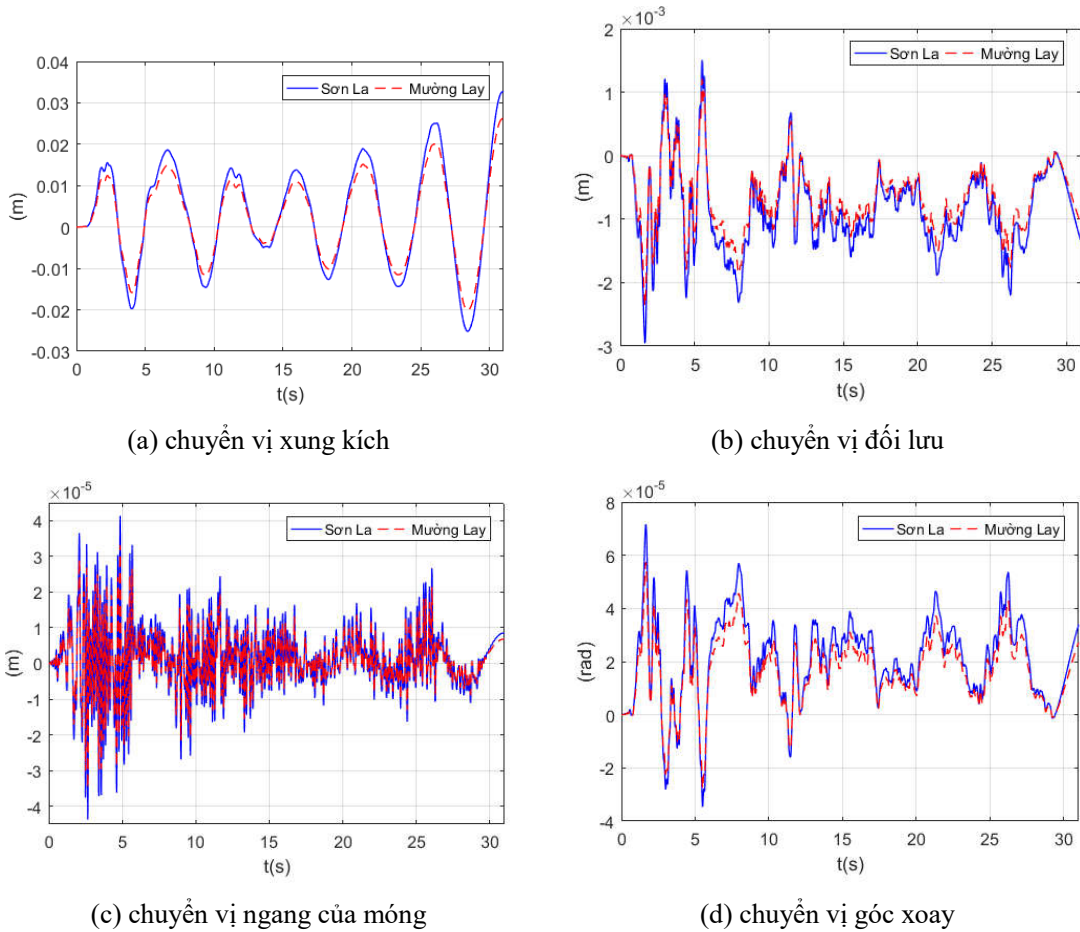 0.04
0.03
0.02
0.01
0
-0.01
-0.02
-0.03
(m)
Sơn La Mường Lay
0 5 10 15 20 25 30
t(s)
(a) chuyển vị xung kích
×10⁻³
2
1
0
-1
-2
-3
(m)
Sơn La Mường Lay
0 5 10 15 20 25 30
t(s)
(b) chuyển vị đối lưu
×10⁻⁵
4
3
2
1
0
-1
-2
-3
-4
(m)
Sơn La Mường Lay
0 5 10 15 20 25 30
t(s)
(c) chuyển vị ngang của móng
×10⁻⁵
8
6
4
2
0
-2
-4
(rad)
Sơn La Mường Lay
0 5 10 15 20 25 30
t(s)
(d) chuyển vị góc xoay